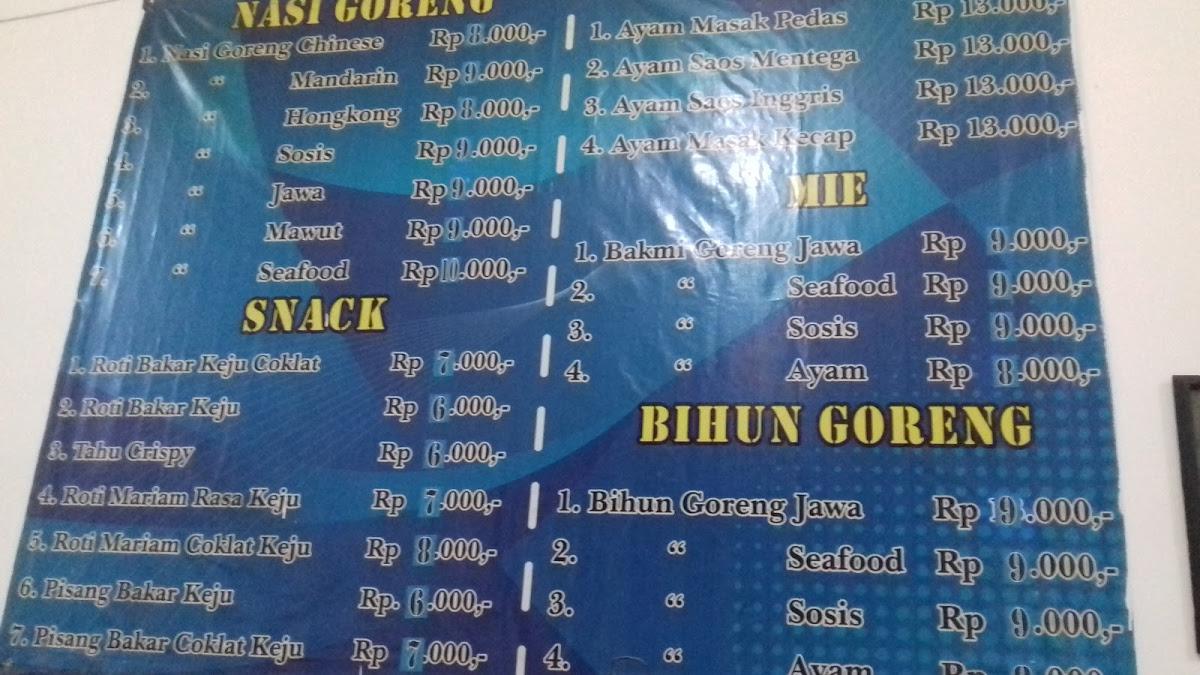 NASI GORENG
1. Nasi Goreng Chinese Rp 8.000,-
2. “ Mandarin Rp 9.000,-
3. “ Hongkong Rp 8.000,-
4. “ Sosis Rp 9.000,-
5. “ Jawa Rp 9.000,-
6. “ Mawut Rp 9.000,-
7. “ Seafood Rp 10.000,-
SNACK
1. Roti Bakar Keju Coklat Rp 7.000,-
2. Roti Bakar Keju Rp 6.000,-
3. Tahu Crispy Rp 6.000,-
4. Roti Mariam Rasa Keju Rp 7.000,-
5. Roti Mariam Coklat Keju Rp 8.000,-
6. Pisang Bakar Keju Rp. 6.000,-
7. Pisang Bakar Coklat Keju Rp 7.000,-
1. Ayam Masak Pedas Rp 13.000,-
2. Ayam Saos Mentega Rp 13.000,-
3. Ayam Saos Inggris Rp 13.000,-
4. Ayam Masak Kecap Rp 13.000,-
MIE
1. Bakmi Goreng Jawa Rp 9.000,-
2. “ Seafood Rp 9.000,-
3. “ Sosis Rp 9.000,-
4. “ Ayam Rp 8.000,-
BIHUN GORENG
1. Bihun Goreng Jawa Rp 9.000,-
2. “ Seafood Rp 9.000,-
3. “ Sosis Rp 9.000,-
4. “ Ayam Rp